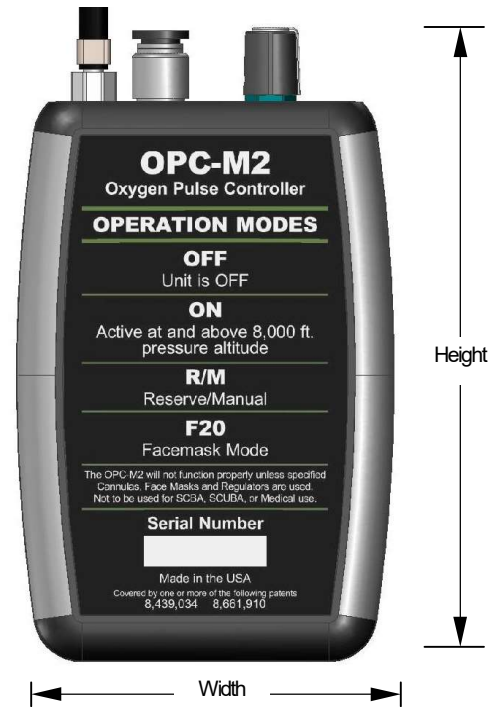 OPC-M2
Oxygen Pulse Controller
OPERATION MODES
OFF
Unit is OFF
ON
Active at and above 8,000 ft.
pressure altitude
R/M
Reserve/Manual
F20
Facemask Mode
The OPC-M2 will not function properly unless specified
Cannulas, Face Masks and Regulators are used.
Not to be used for SCBA, SCUBA, or Medical use.
Serial Number
Made in the USA
Covered by one or more of the following patents
8,439,034 8,661,910
Height
Width